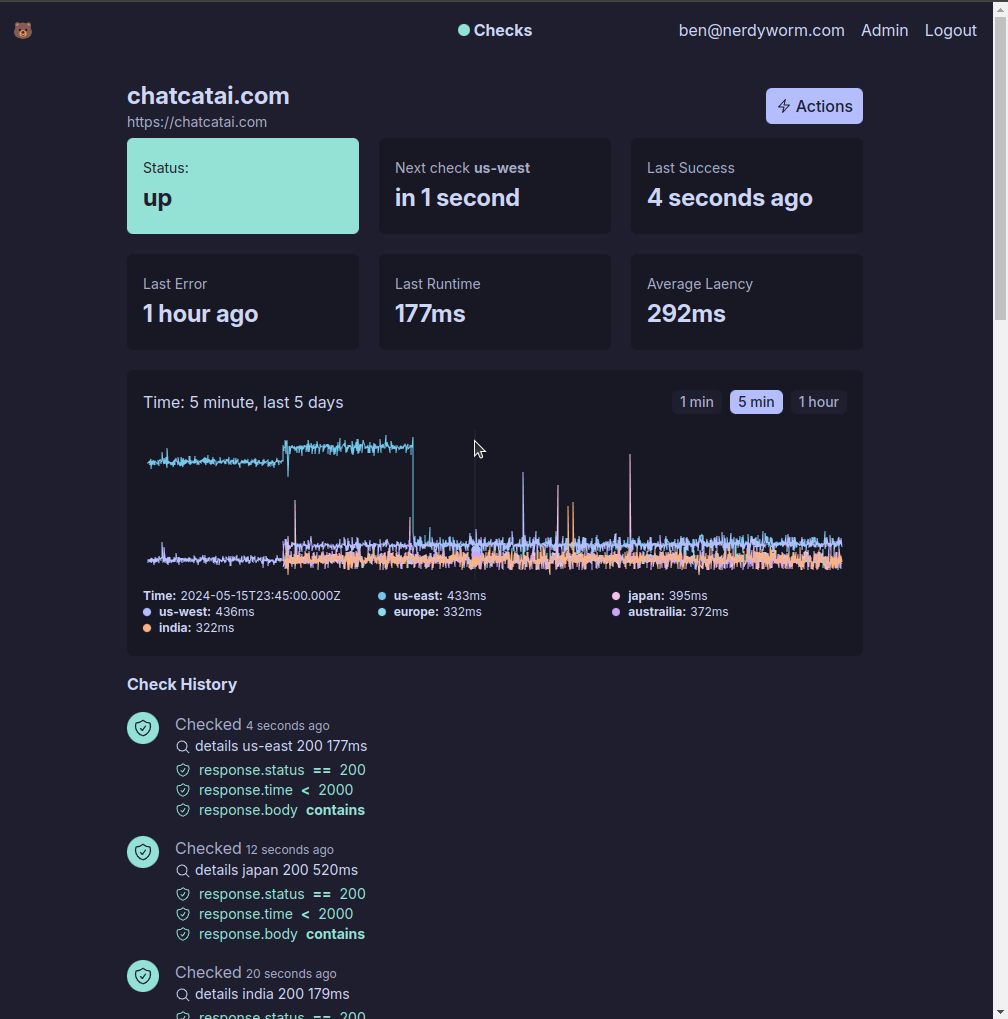 Checks
ben@nerdyworm.com Admin Logout
chatcatai.com
https://chatcatai.com
Actions
Status:
up
Next check us-west
in 1 second
Last Success
4 seconds ago
Last Error
1 hour ago
Last Runtime
177ms
Average Laency
292ms
Time: 5 minute, last 5 days
1 min 5 min 1 hour
Time: 2024-05-15T23:45:00.000Z us-east: 433ms japan: 395ms
us-west: 436ms europe: 332ms austrailia: 372ms
india: 322ms
Check History
Checked 4 seconds ago
details us-east 200 177ms
response.status == 200
response.time < 2000
response.body contains
Checked 12 seconds ago
details japan 200 520ms
response.status == 200
response.time < 2000
response.body contains
Checked 20 seconds ago
details india 200 179ms
response.status == 200